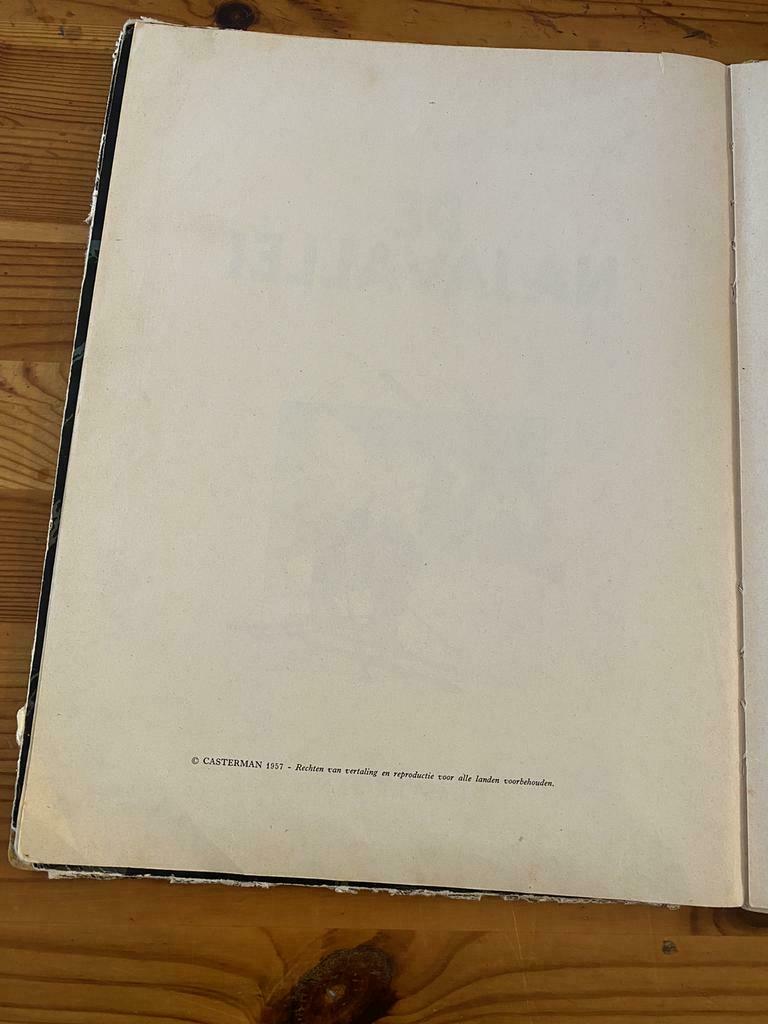 © CASTERMAN 1957 - Rechten van vertaling en reproductie voor alle landen voorbehouden.